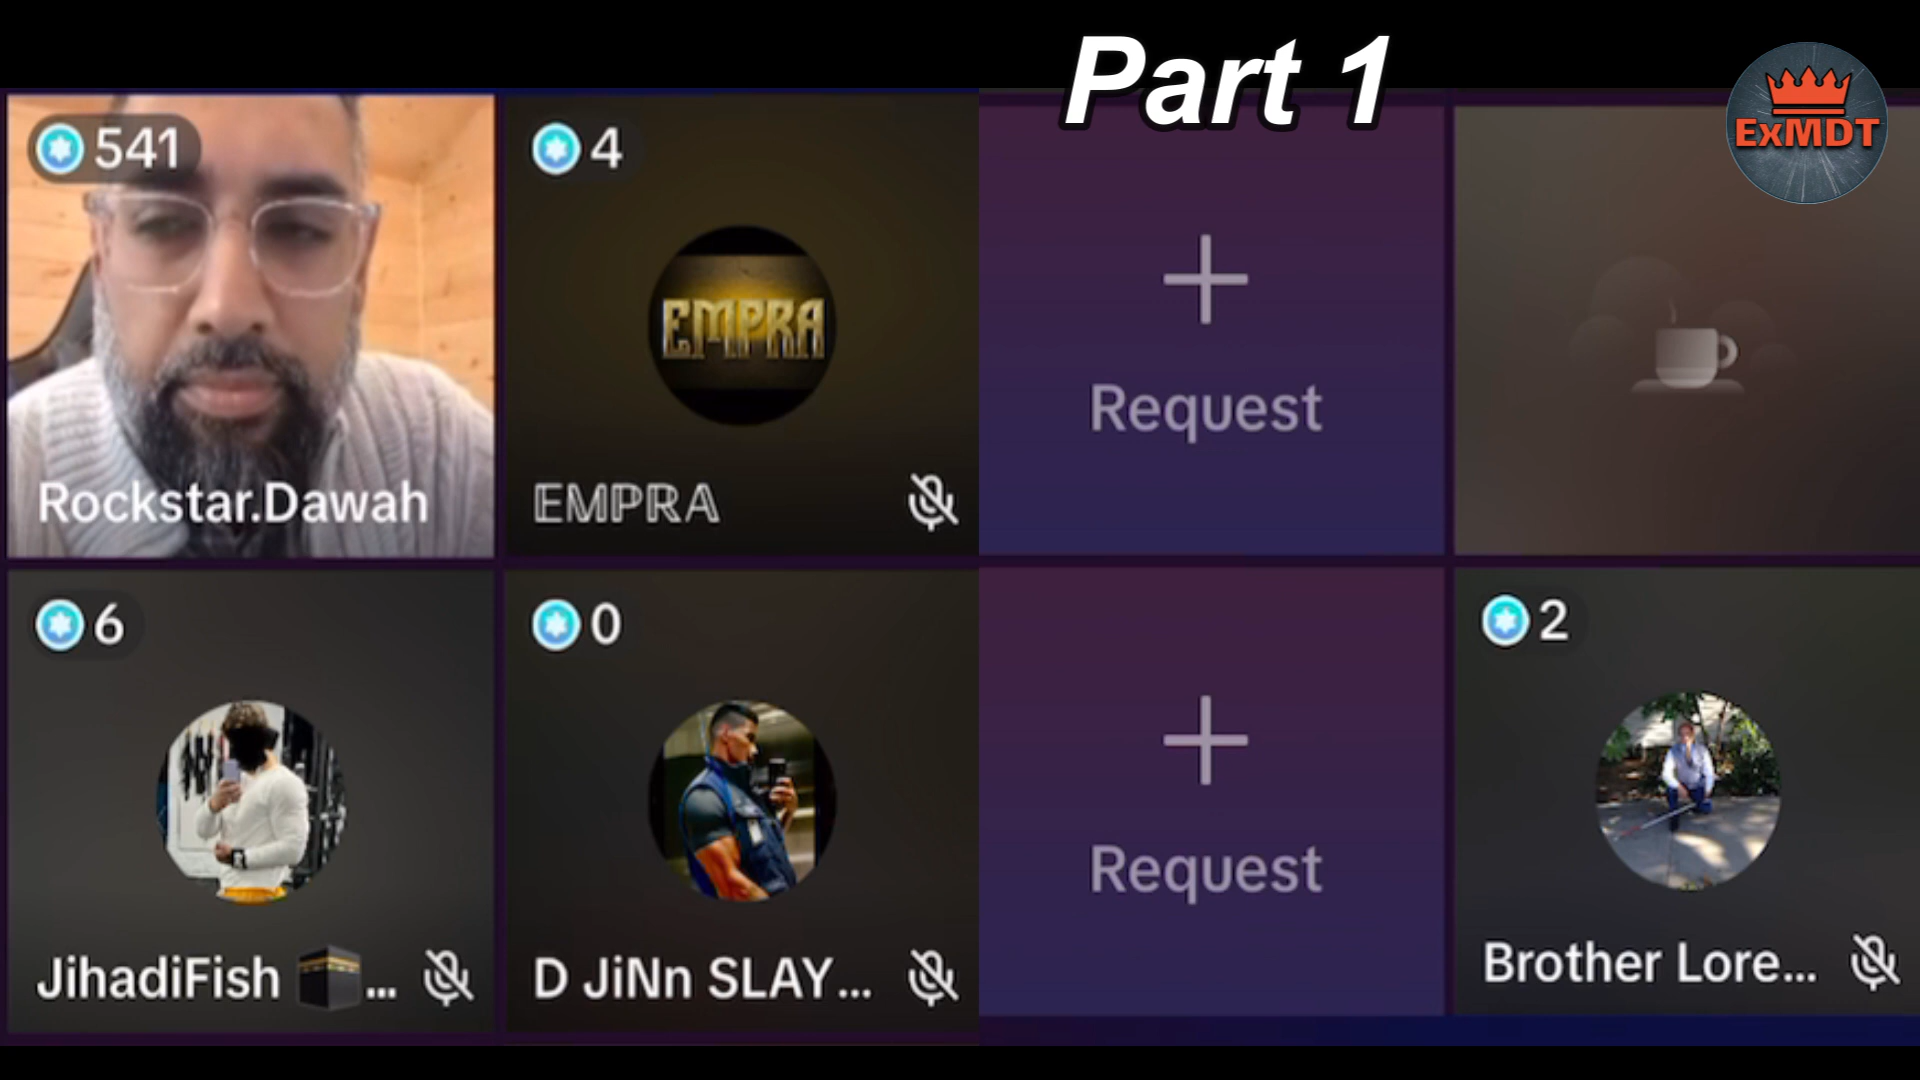 Part 1
ExMDT
541
Rockstar.Dawah
4
EMPRA
𝔼𝕄ℙℝ𝔸
Request
6
JihadiFish 🕋...
0
D JiNn SLAY...
Request
2
Brother Lore...